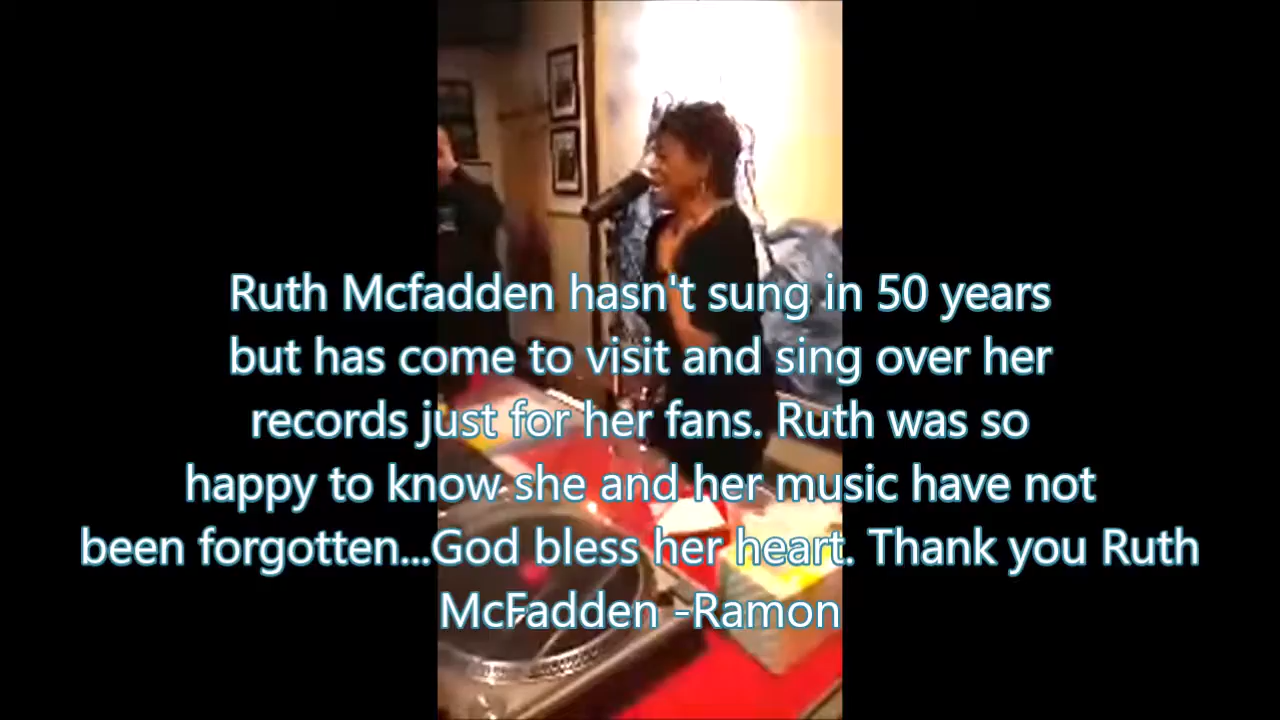 Ruth Mcfadden hasn't sung in 50 years
but has come to visit and sing over her
records just for her fans. Ruth was so
happy to know she and her music have not
been forgotten...God bless her heart. Thank you Ruth
McFadden -Ramon